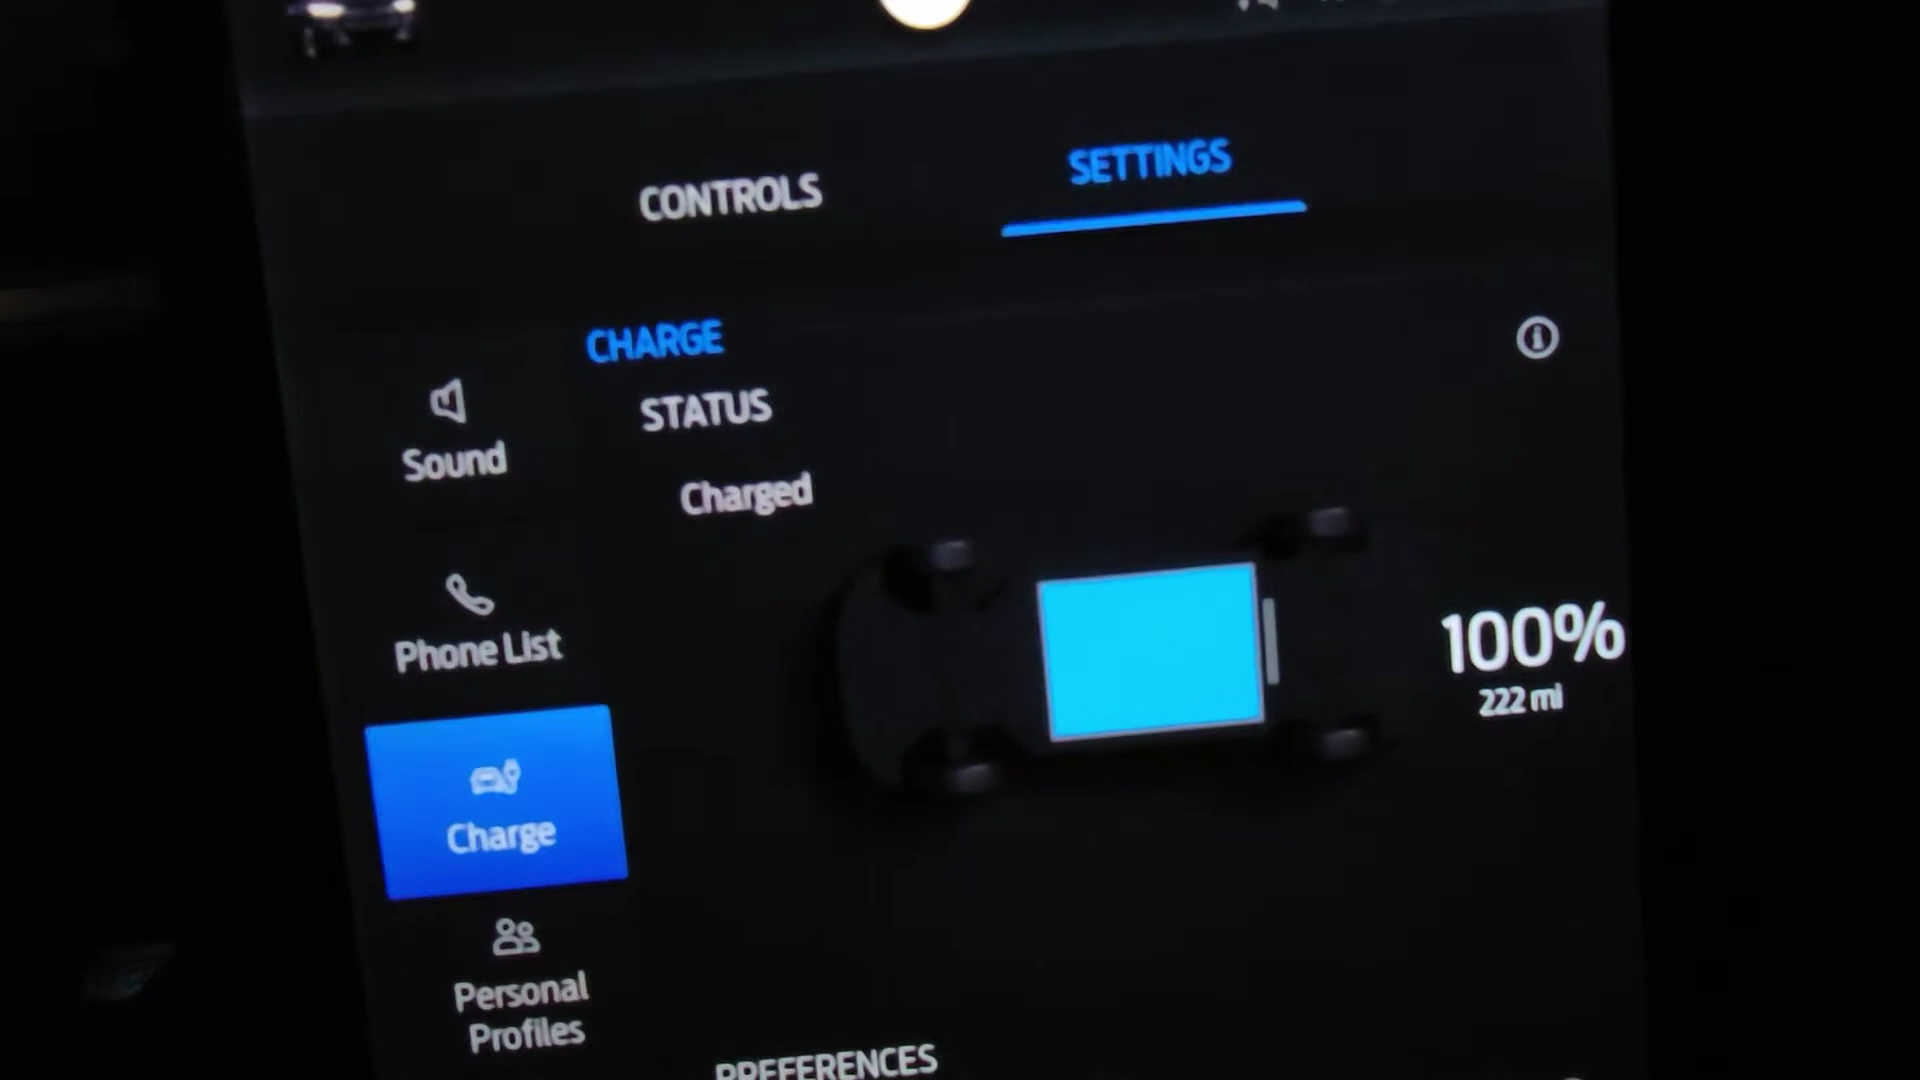 CONTROLS
SETTINGS
CHARGE
STATUS
Sound
Charged
Phone List
100%
222 mi
Charge
Personal
Profiles
PREFERENCES